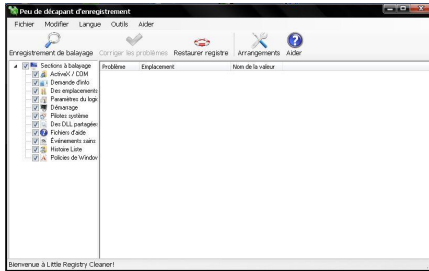 Peu de décapant d'enregistrement
Fichier Modifier Langue Outils Aider
Enregistrement de balayage Corriger les problèmes Restaurer registre Arrangements Aider
Sections à balayage
ActiveX / COM
Demande d'info
Des emplacements
Paramètres du logi
Démarrage
Pilotes système
Des DLL partagées
Fichiers d'aide
Événements sains
Histoire Liste
Policies de Window
Problème Emplacement Nom de la valeur
Bienvenue à Little Registry Cleaner!